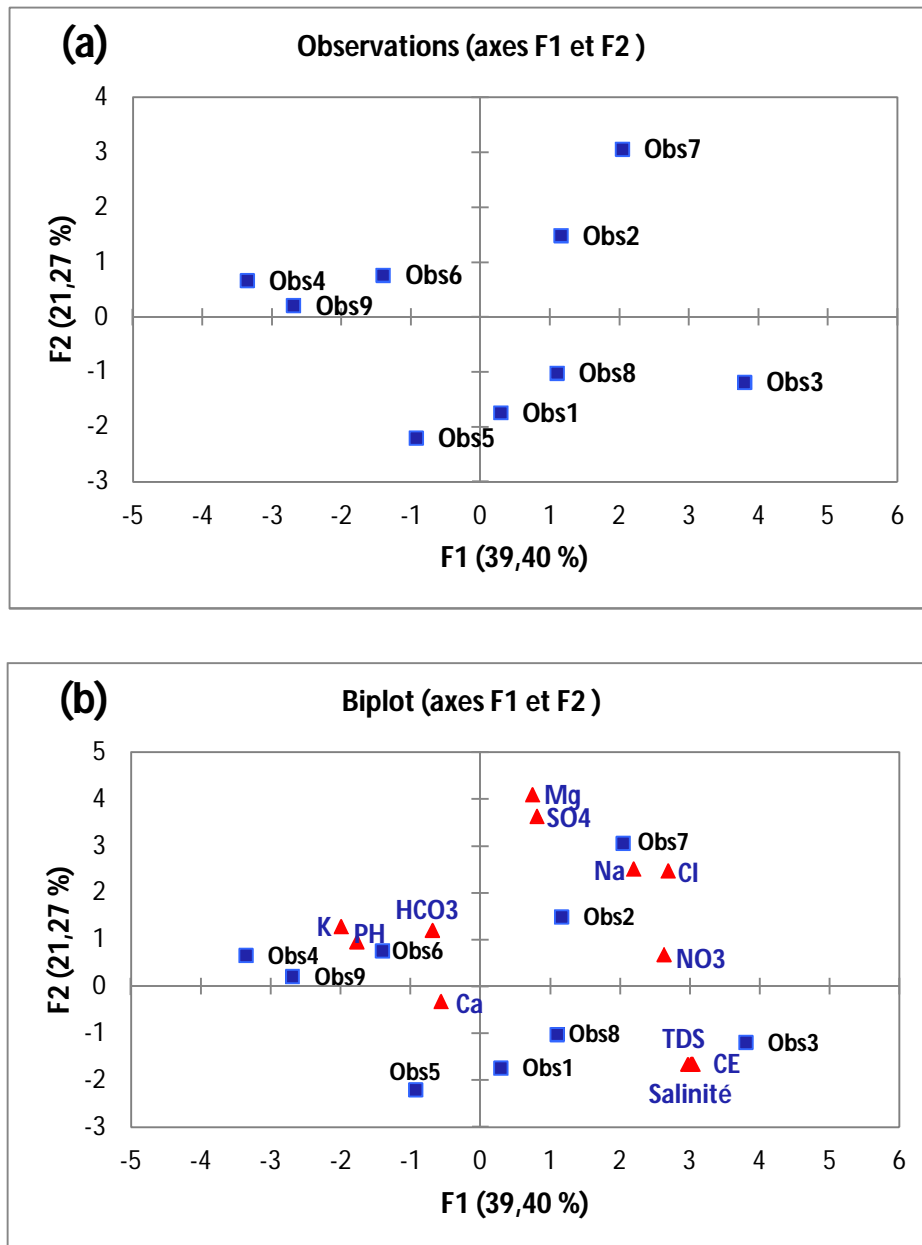 (a)
Observations (axes F1 et F2 )
4
3
2
1
0
-1
-2
-3
-5 -4 -3 -2 -1 0 1 2 3 4 5 6
F2 (21,27 %)
F1 (39,40 %)
Obs7
Obs2
Obs4
Obs6
Obs9
Obs8
Obs3
Obs1
Obs5
(b)
Biplot (axes F1 et F2 )
5
4
3
2
1
0
-1
-2
-3
-5 -4 -3 -2 -1 0 1 2 3 4 5 6
F2 (21,27 %)
F1 (39,40 %)
Mg
SO4
Obs7
Na
Cl
HCO3
Obs2
K
PH
Obs6
Obs4
Obs9
NO3
Ca
Obs8
TDS
Obs3
CE
Obs1
Obs5
Salinité